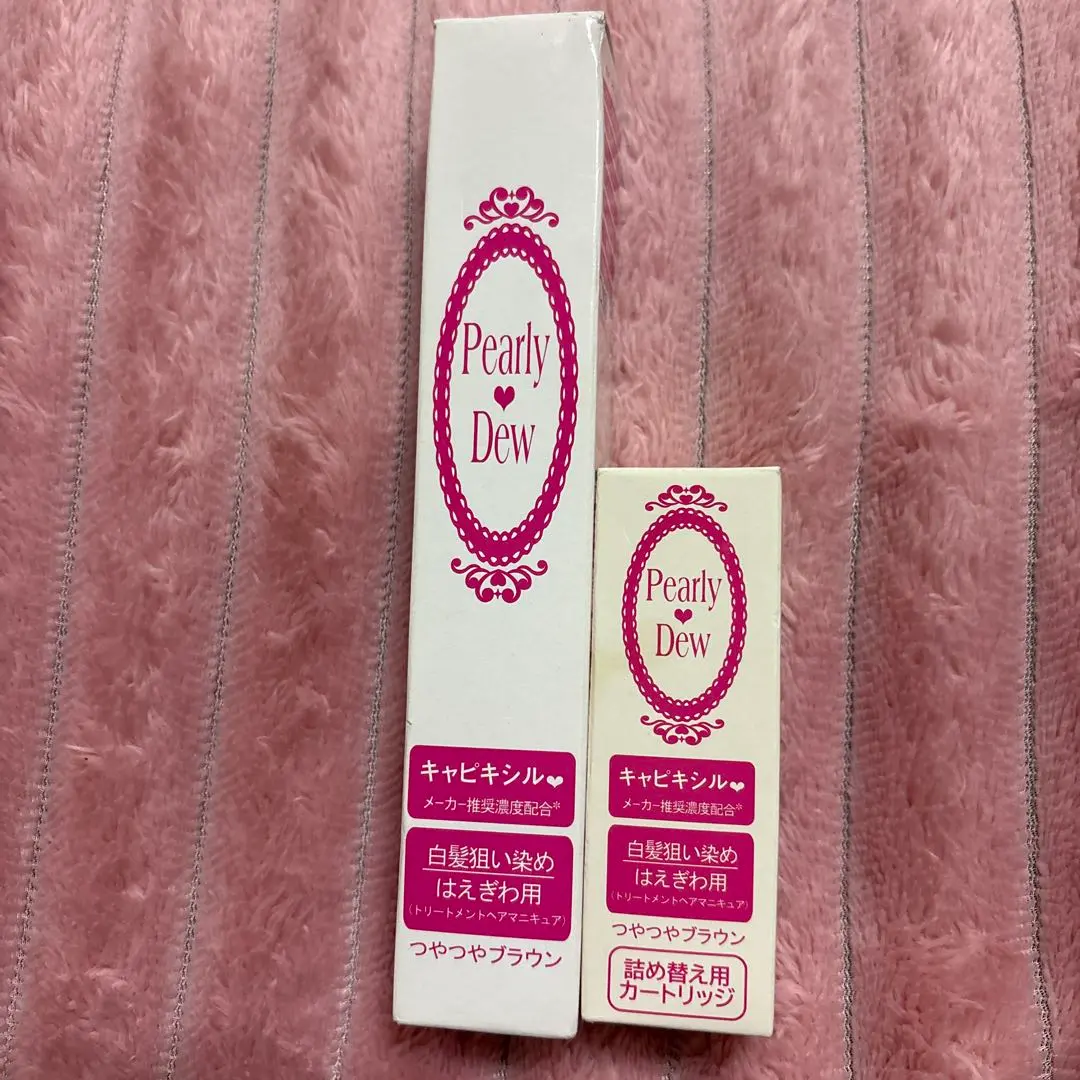 Pearly
❤
Dew
キャピキシル❤
メーカー推奨濃度配合*
白髪狙い染め
はえぎわ用
(トリートメントヘアマニキュア)
つやつやブラウン
Pearly
❤
Dew
キャピキシル❤
メーカー推奨濃度配合*
白髪狙い染め
はえぎわ用
(トリートメントヘアマニキュア)
つやつやブラウン
詰め替え用
カートリッジ